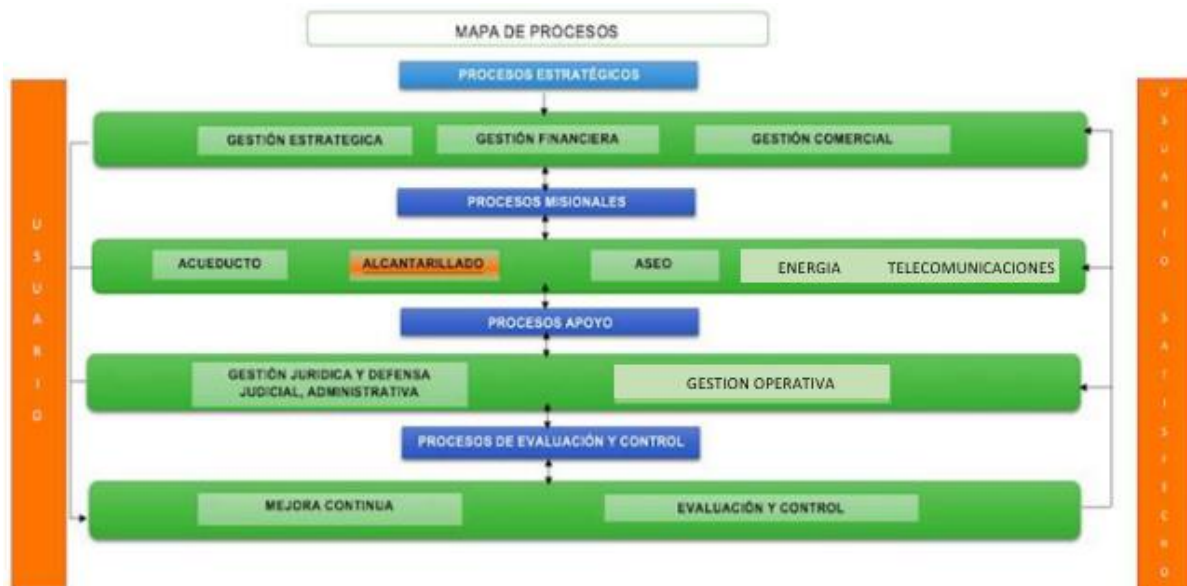 MAPA DE PROCESOS
PROCESOS ESTRATÉGICOS
GESTIÓN ESTRATEGICA
GESTIÓN FINANCIERA
GESTIÓN COMERCIAL
PROCESOS MISIONALES
ACUEDUCTO
ALCANTARILLADO
ASEO
ENERGIA TELECOMUNICACIONES
PROCESOS APOYO
GESTIÓN JURIDICA Y DEFENSA
JUDICIAL, ADMINISTRATIVA
GESTION OPERATIVA
PROCESOS DE EVALUACIÓN Y CONTROL
MEJORA CONTINUA
EVALUACIÓN Y CONTROL
USUARIO
USUARIO SATISFECHO